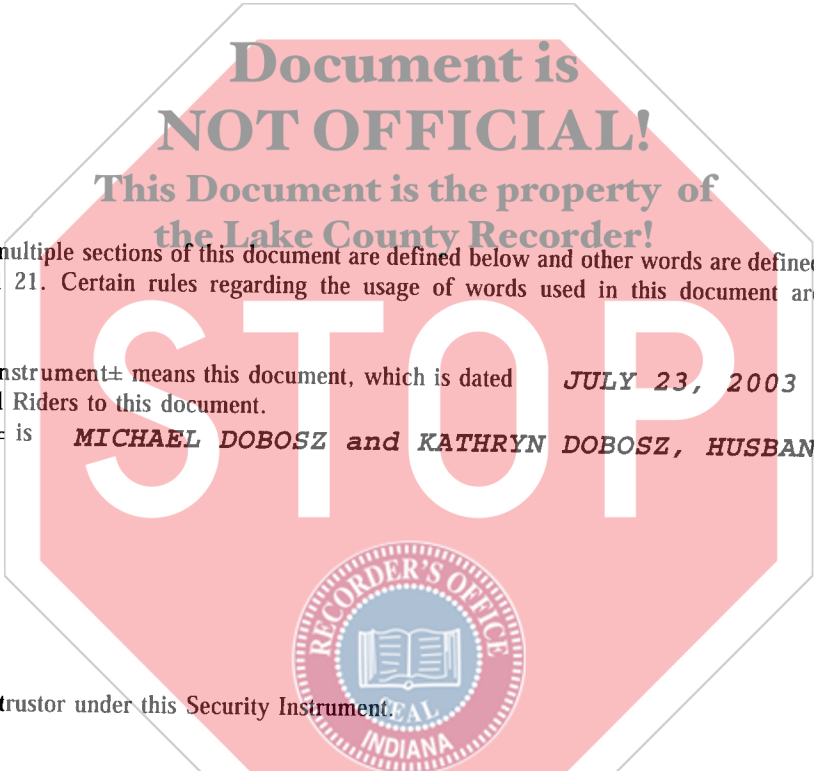 Document is
NOT OFFICIAL!
This Document is the property of
the Lake County Recorder!
multiple sections of this document are defined below and other words are defined
21. Certain rules regarding the usage of words used in this document are
nstrument± means this document, which is dated JULY 23, 2003
Riders to this document.
is MICHAEL DOBOSZ and KATHRYN DOBOSZ, HUSBAN
STOP
trustor under this Security Instrument.
RECORDER'S OFFICE
SEAL
INDIANA